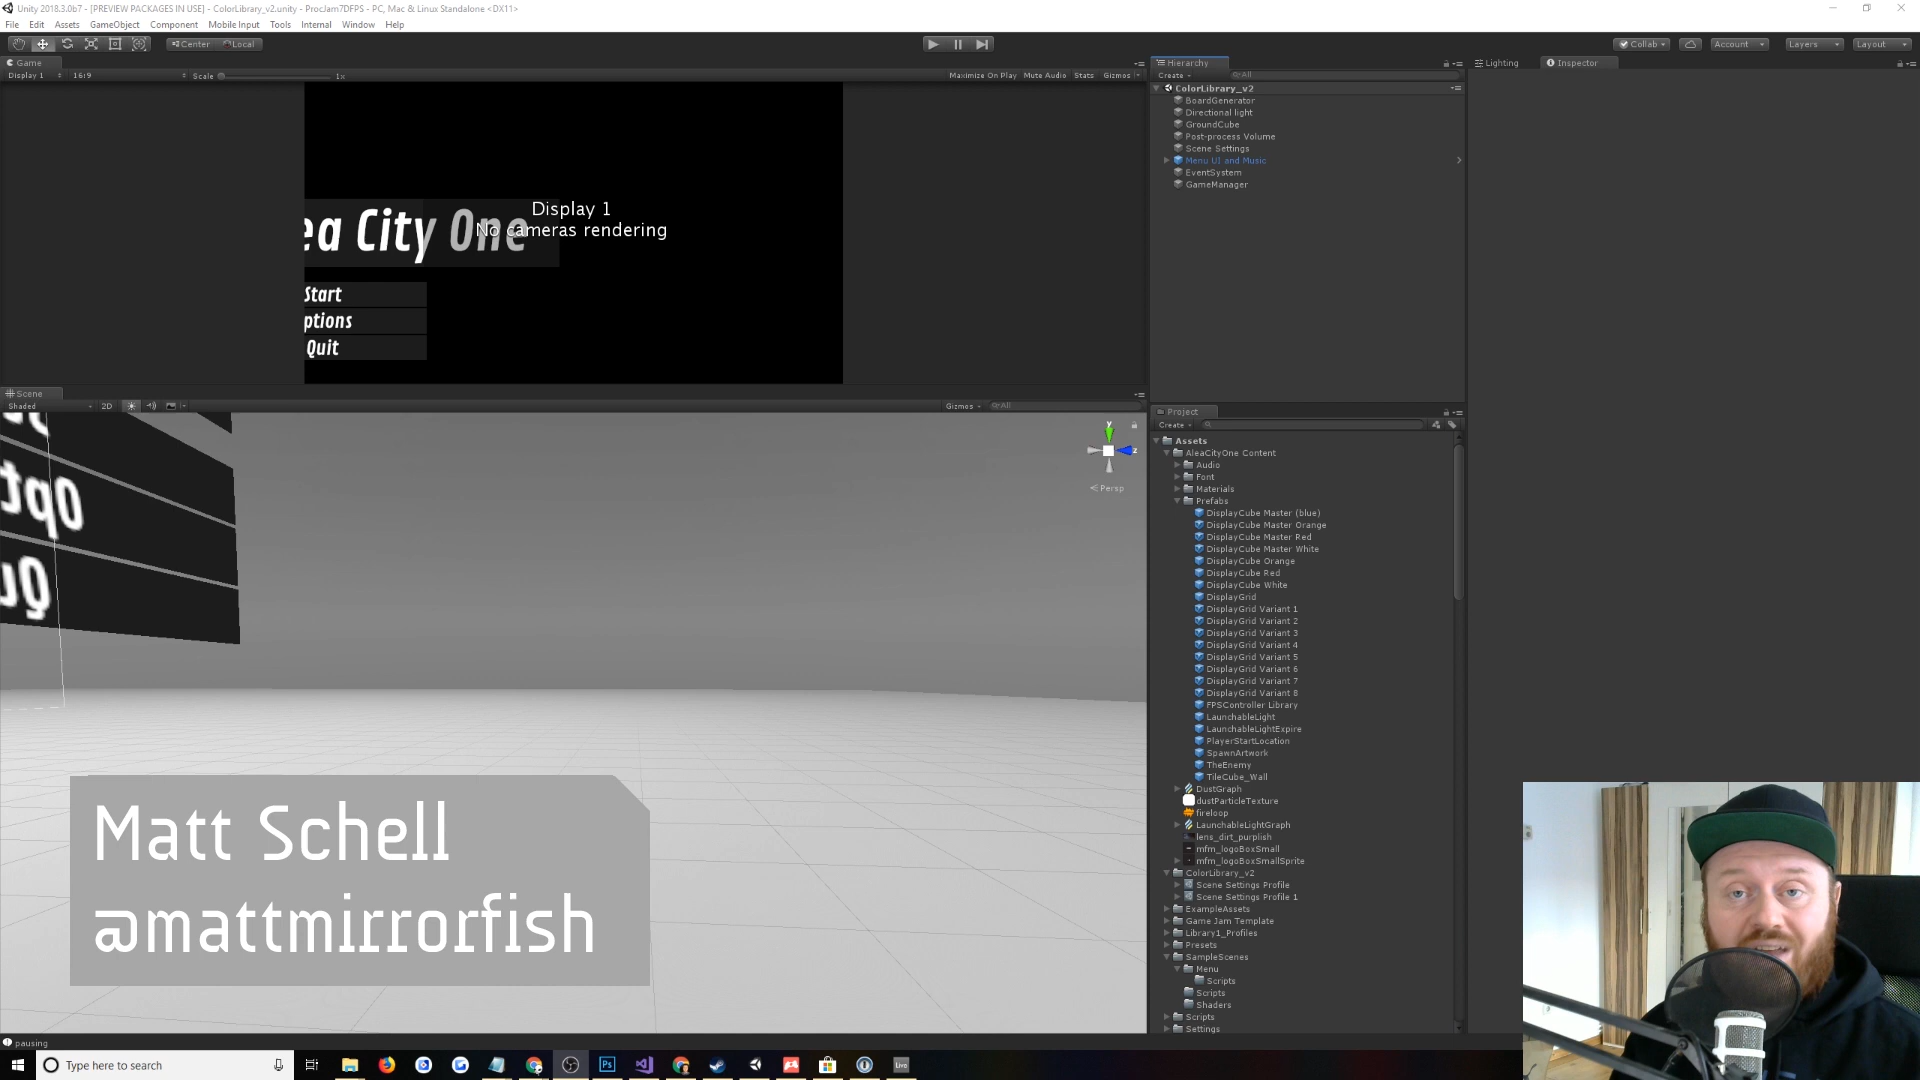 Unity 2018.3.0b7 - [PREVIEW PACKAGES IN USE] - ColorLibrary_v2.unity - ProcJam7DFPS - PC, Mac & Linux Standalone <DX11>
File Edit Assets GameObject Component Mobile Input Tools Internal Window Help
Center Local
Collab Account Layers Layout
Game
Display 1 16:9 Scale 1x Maximize On Play Mute Audio Stats Gizmos
ea City One
Display 1
No cameras rendering
Start
ptions
Quit
Scene
Shaded 2D Gizmos All
y
z
Persp
Opt
Qu
Hierarchy
Create All
ColorLibrary_v2
BoardGenerator
Directional light
GroundCube
Post-process Volume
Scene Settings
Menu UI and Music
EventSystem
GameManager
Lighting Inspector
Project
Create
Assets
AleaCityOne Content
Audio
Font
Materials
Prefabs
DisplayCube Master (blue)
DisplayCube Master Orange
DisplayCube Master Red
DisplayCube Master White
DisplayCube Orange
DisplayCube Red
DisplayCube White
DisplayGrid
DisplayGrid Variant 1
DisplayGrid Variant 2
DisplayGrid Variant 3
DisplayGrid Variant 4
DisplayGrid Variant 5
DisplayGrid Variant 6
DisplayGrid Variant 7
DisplayGrid Variant 8
FPSController Library
LaunchableLight
LaunchableLightExpire
PlayerStartLocation
SpawnArtwork
TheEnemy
TileCube_Wall
DustGraph
dustParticleTexture
fireloop
LaunchableLightGraph
lens_dirt_purplish
mfm_logoBoxSmall
mfm_logoBoxSmallSprite
ColorLibrary_v2
Scene Settings Profile
Scene Settings Profile 1
ExampleAssets
Game Jam Template
Library1_Profiles
Presets
SampleScenes
Menu
Scripts
Scripts
Shaders
Scripts
Settings
Matt Schell
@mattmirrorfish
pausing
Type here to search
Ps
Live